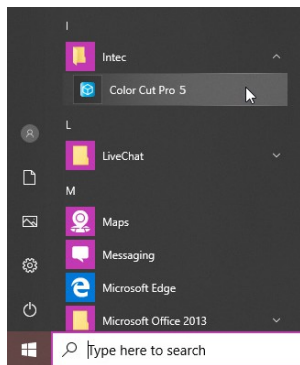 I
Intec
Color Cut Pro 5
L
LiveChat
M
Maps
Messaging
Microsoft Edge
Microsoft Office 2013
Type here to search